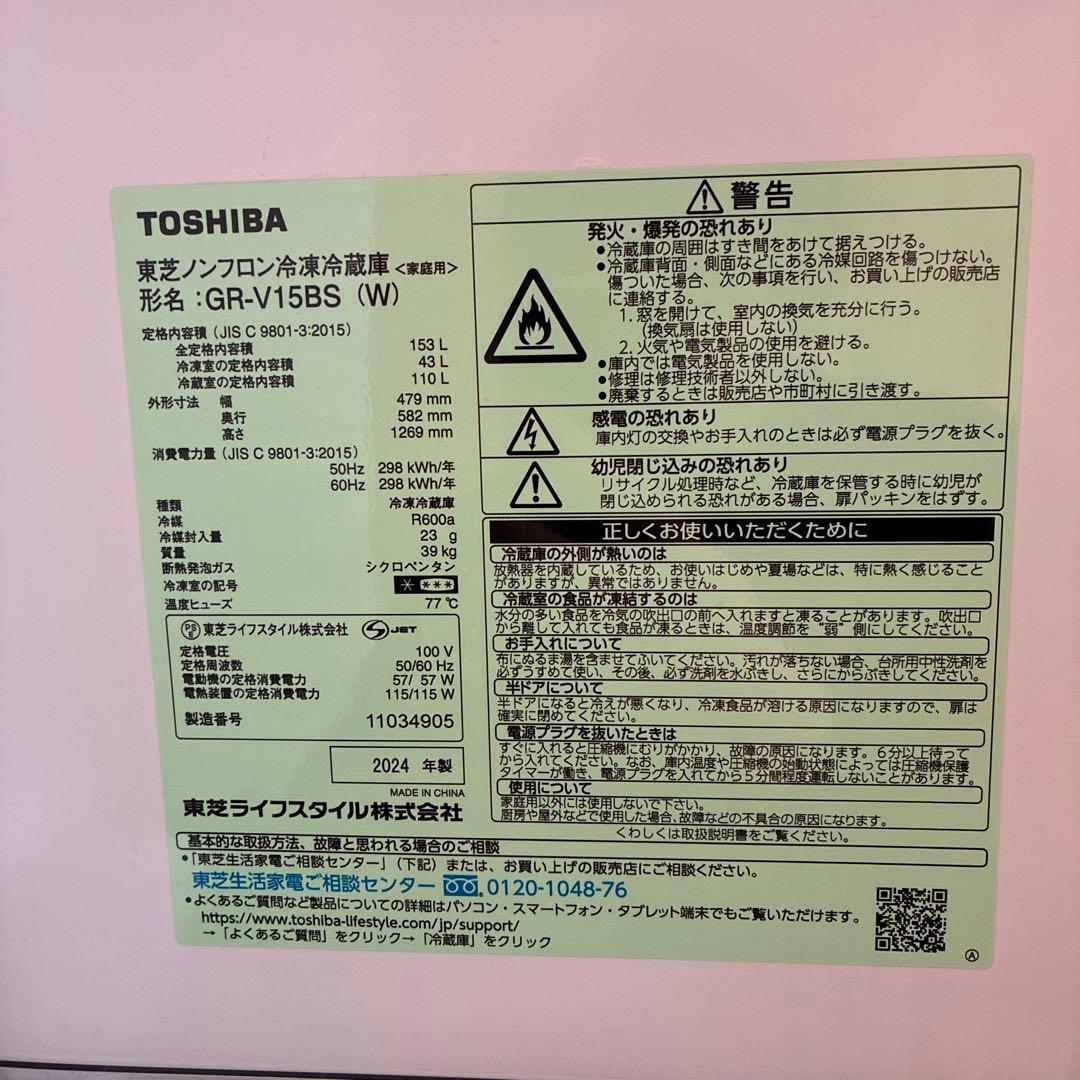 TOSHIBA
東芝ノンフロン冷凍冷蔵庫<家庭用>
形名:GR-V15BS (W)
定格内容積(JIS C 9801-3:2015)
全定格内容積 153 L
冷凍室の定格内容積 43 L
冷蔵室の定格内容積 110 L
外形寸法 幅 479 mm
奥行 582 mm
高さ 1269 mm
消費電力量(JIS C 9801-3:2015)
50Hz 298 kWh/年
60Hz 298 kWh/年
種類 冷凍冷蔵庫
冷媒 R600a
冷媒封入量 23 g
質量 39 kg
断熱発泡ガス シクロペンタン
冷凍室の記号 * ***
温度ヒューズ 77℃
PS E 東芝ライフスタイル株式会社 JET
定格電圧 100 V
定格周波数 50/60 Hz
電動機の定格消費電力 57/ 57 W
電熱装置の定格消費電力 115/115 W
製造番号 11034905
2024 年製
MADE IN CHINA
東芝ライフスタイル株式会社
警告
発火・爆発の恐れあり
●冷蔵庫の周囲はすき間をあけて据えつける。
●冷蔵庫背面・側面などにある冷媒回路を傷つけない。
傷ついた場合、次の事項を行い、お買い上げの販売店
に連絡する。
1. 窓を開けて、室内の換気を充分に行う。
(換気扇は使用しない)
2. 火気や電気製品の使用を避ける。
●庫内では電気製品を使用しない。
●修理は修理技術者以外しない。
●廃棄するときは販売店や市町村に引き渡す。
感電の恐れあり
庫内灯の交換やお手入れのときは必ず電源プラグを抜く。
幼児閉じ込みの恐れあり
リサイクル処理時など、冷蔵庫を保管する時に幼児が
閉じ込められる恐れがある場合、扉パッキンをはずす。
正しくお使いいただくために
冷蔵庫の外側が熱いのは
放熱器を内蔵しているため、お使いはじめや夏場などは、特に熱く感じること
がありますが、異常ではありません。
冷蔵室の食品が凍結するのは
水分の多い食品を冷気の吹出口の前へ入れますと凍ることがあります。吹出口
から離して入れても食品が凍るときは、温度調節を“弱”側にしてください。
お手入れについて
布にぬるま湯を含ませてふいてください。汚れが落ちない場合、台所用中性洗剤を
必ずうすめて使い、その後、必ず洗剤を水ぶきし、さらにからぶきしてください。
半ドアについて
半ドアになると冷えが悪くなり、冷凍食品が溶ける原因になりますので、扉は
確実に閉めてください。
電源プラグを抜いたときは
すぐに入れると圧縮機にむりがかかり、故障の原因になります。6分以上待って
から入れてください。なお、庫内温度や圧縮機の始動状態によっては圧縮機保護
タイマーが働き、電源プラグを入れてから5分間程度運転しないことがあります。
使用について
家庭用以外には使用しないで下さい。
厨房や屋外などで使用した場合、故障などの不具合の原因になります。
くわしくは取扱説明書をご覧ください。
基本的な取扱方法、故障と思われる場合のご相談
●「東芝生活家電ご相談センター」(下記)または、お買い上げの販売店にご相談ください。
東芝生活家電ご相談センター 0120-1048-76
●よくあるご質問など製品についての詳細はパソコン・スマートフォン・タブレット端末でもご覧いただけます。
https://www.toshiba-lifestyle.com/jp/support/
→「よくあるご質問」をクリック→「冷蔵庫」をクリック
Ⓐ